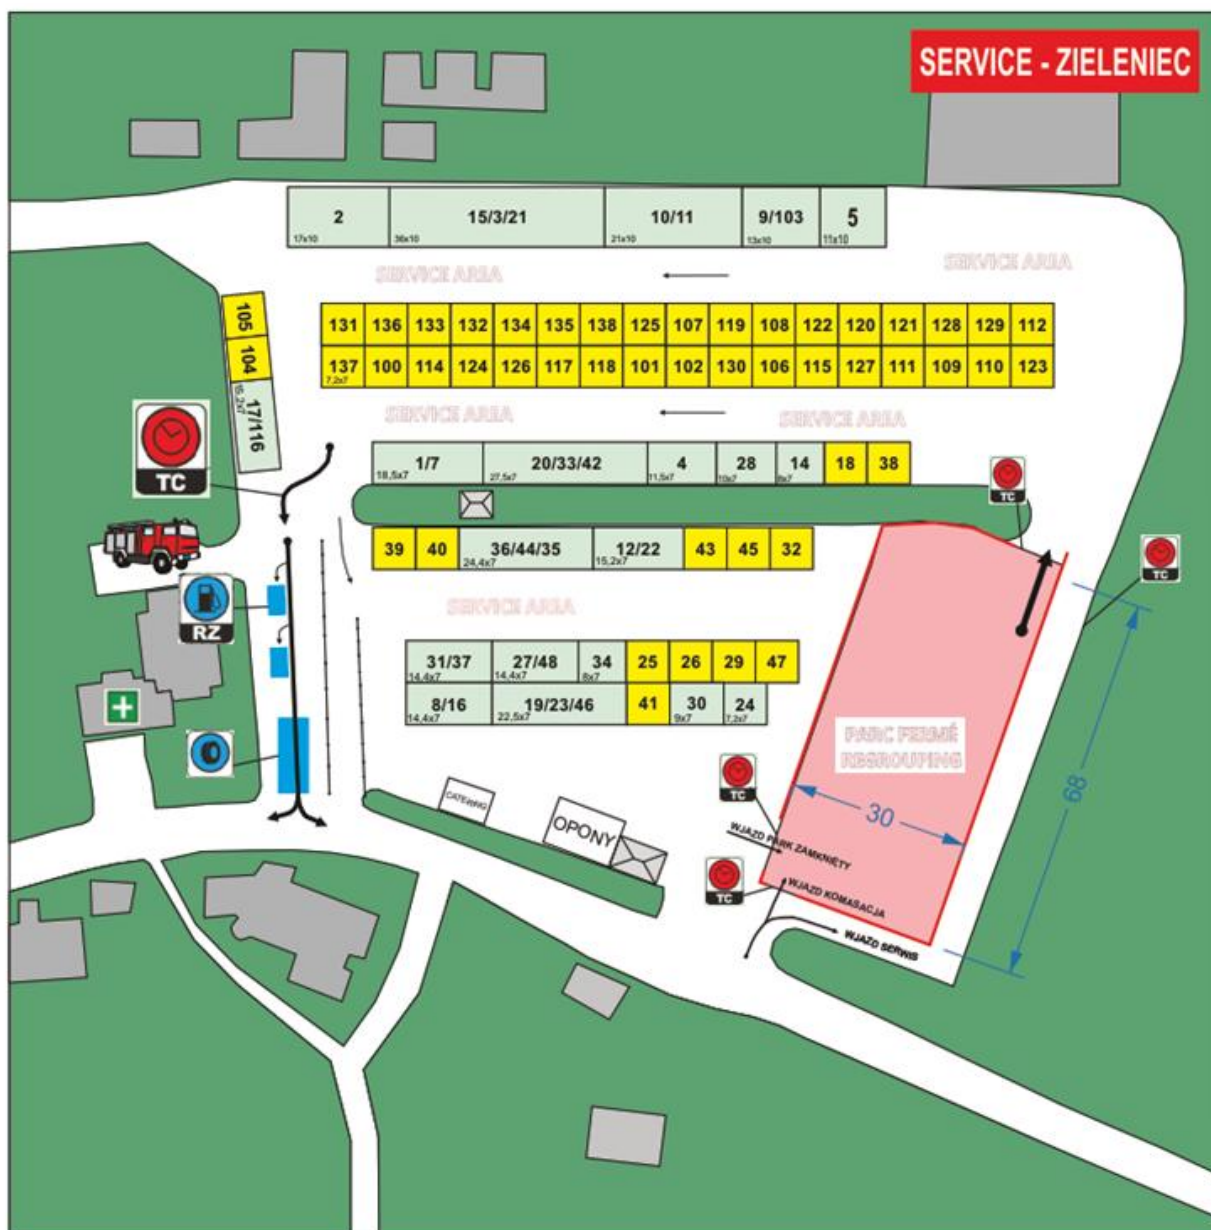 SERVICE - ZIELENIEC
2 15/3/21 10/11 9/103 5
17x10 36x10 21x10 13x10 11x10
SERVICE AREA SERVICE AREA
105
104
17/116
15,2x7
131 136 133 132 134 135 138 125 107 119 108 122 120 121 128 129 112
137 100 114 124 126 117 118 101 102 130 106 115 127 111 109 110 123
7,2x7
SERVICE AREA SERVICE AREA
TC
1/7 20/33/42 4 28 14 18 38
18,5x7 27,5x7 11,5x7 10x7 8x7
TC
39 40 36/44/35 12/22 43 45 32
24,4x7 15,2x7
TC
RZ
SERVICE AREA
31/37 27/48 34 25 26 29 47
14,4x7 14,4x7 8x7
8/16 19/23/46 41 30 24
14,4x7 22,5x7 9x7 7,2x7
PARC FERMÉ
REGROUPING
68
30
TC
CATERING
OPONY
WJAZD PARK ZAMKNIĘTY
TC
WJAZD KOMASACJA
WJAZD SERWIS